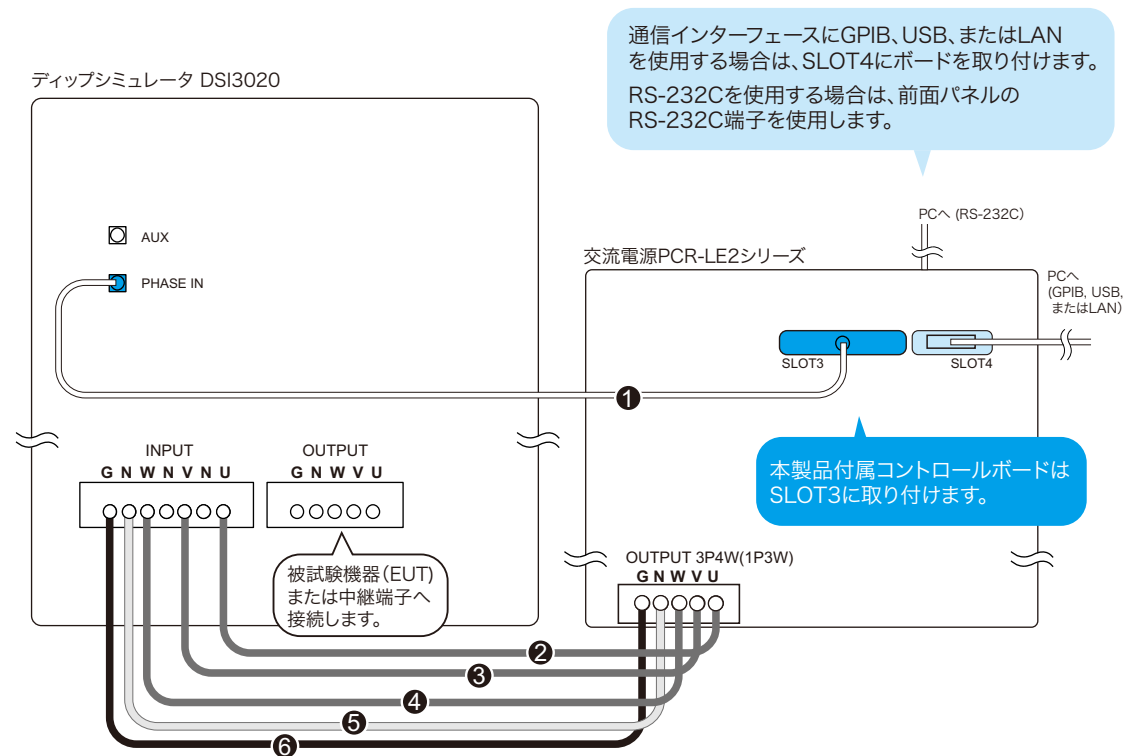 通信インターフェースにGPIB、USB、またはLAN
を使用する場合は、SLOT4にボードを取り付けます。
RS-232Cを使用する場合は、前面パネルの
RS-232C端子を使用します。
ディップシミュレータ DSI3020
AUX
PHASE IN
PCへ (RS-232C)
交流電源PCR-LE2シリーズ
PCへ
(GPIB, USB,
またはLAN)
SLOT3
SLOT4
❶
本製品付属コントロールボードは
SLOT3に取り付けます。
INPUT
G N W N V N U
OUTPUT
G N W V U
被試験機器(EUT)
または中継端子へ
接続します。
OUTPUT 3P4W(1P3W)
G N W V U
❷
❸
❹
❺
❻